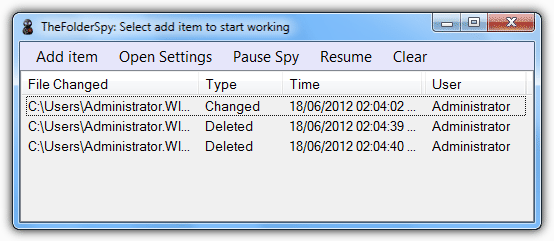 TheFolderSpy: Select add item to start working
Add item Open Settings Pause Spy Resume Clear
File Changed Type Time User
C:\Users\Administrator.WI... Changed 18/06/2012 02:04:02 ... Administrator
C:\Users\Administrator.WI... Deleted 18/06/2012 02:04:39 ... Administrator
C:\Users\Administrator.WI... Deleted 18/06/2012 02:04:40 ... Administrator